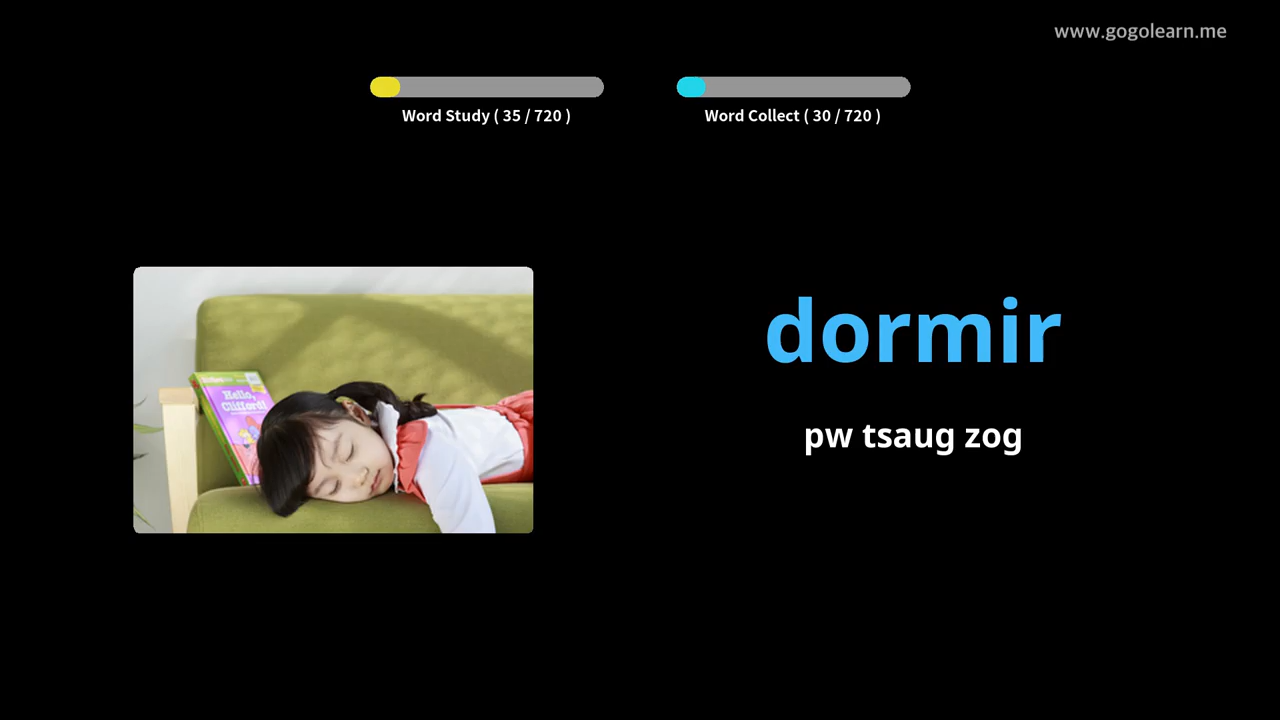 www.gogolearn.me
Word Study ( 35 / 720 )
Word Collect ( 30 / 720 )
Hello,
Clifford!
dormir
pw tsaug zog